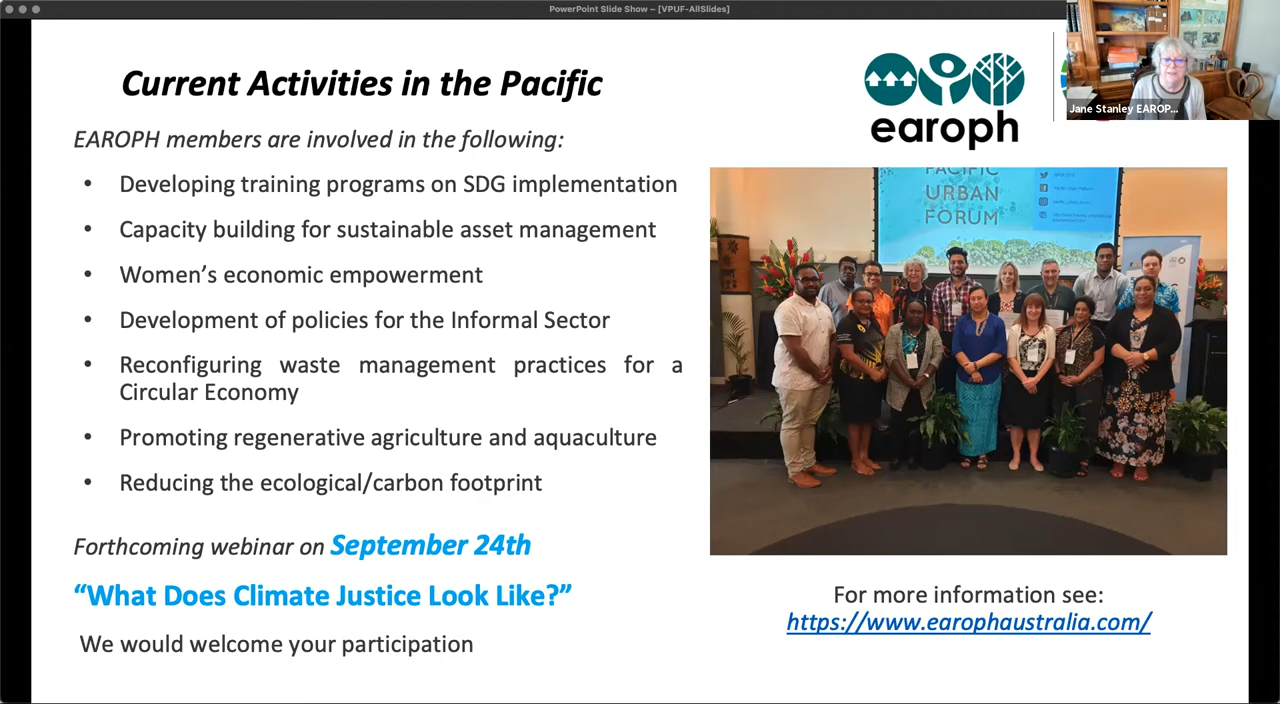 PowerPoint Slide Show – [VPUF-AllSlides]
Current Activities in the Pacific
EAROPH members are involved in the following:
• Developing training programs on SDG implementation
• Capacity building for sustainable asset management
• Women’s economic empowerment
• Development of policies for the Informal Sector
• Reconfiguring waste management practices for a
Circular Economy
• Promoting regenerative agriculture and aquaculture
• Reducing the ecological/carbon footprint
Forthcoming webinar on September 24th
“What Does Climate Justice Look Like?”
We would welcome your participation
earoph
Jane Stanley EAROP...
PACIFIC
URBAN
FORUM
For more information see:
https://www.earophaustralia.com/